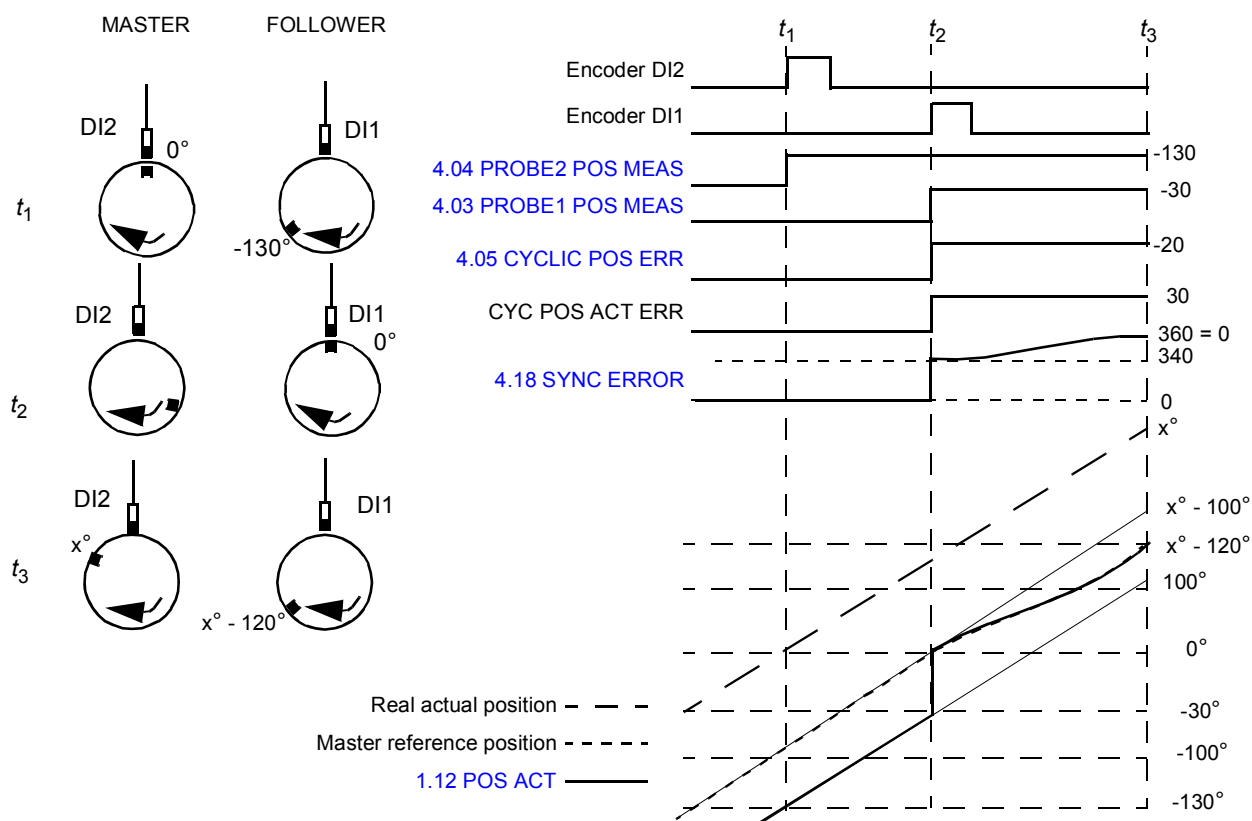 MASTER
FOLLOWER
DI2
0°
DI1
-130°
t1
DI2
DI1
0°
t2
DI2
x°
DI1
x° - 120°
t3
t1
t2
t3
Encoder DI2
Encoder DI1
4.04 PROBE2 POS MEAS
-130
4.03 PROBE1 POS MEAS
-30
4.05 CYCLIC POS ERR
-20
CYC POS ACT ERR
30
360 = 0
340
4.18 SYNC ERROR
0
x°
x° - 100°
x° - 120°
100°
0°
-30°
-100°
-130°
Real actual position
Master reference position
1.12 POS ACT